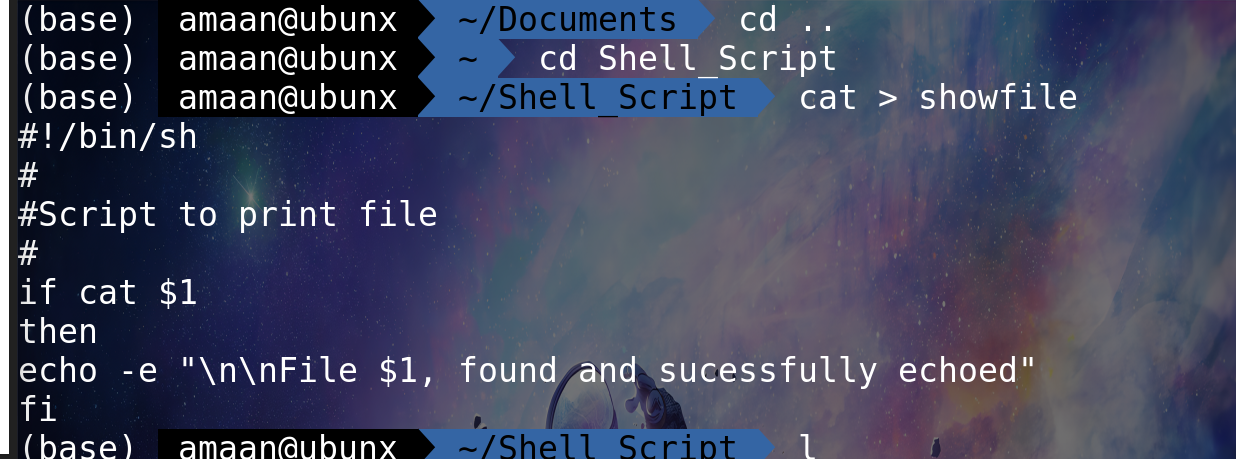 (base) amaan@ubunx ~/Documents cd ..
(base) amaan@ubunx ~ cd Shell_Script
(base) amaan@ubunx ~/Shell_Script cat > showfile
#!/bin/sh
#
#Script to print file
#
if cat $1
then
echo -e "\n\nFile $1, found and sucessfully echoed"
fi
(base) amaan@ubunx ~/Shell_Script l